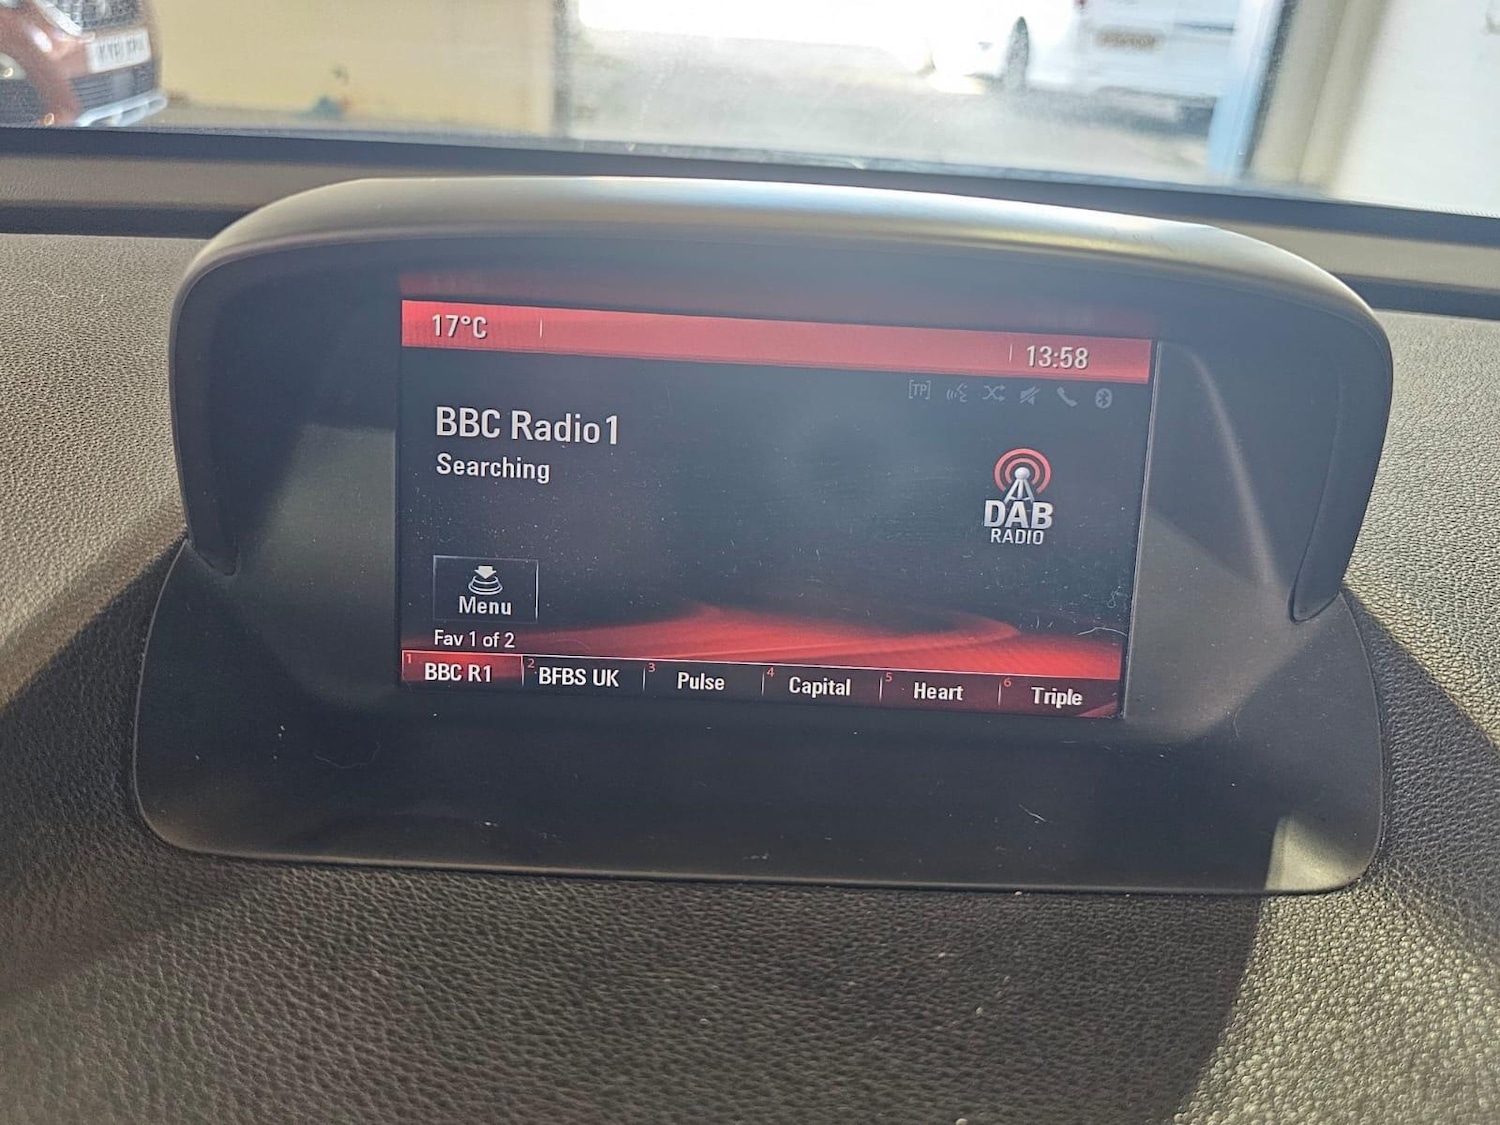 17°C
13:58
[TP]
BBC Radio 1
Searching
DAB
RADIO
Menu
Fav 1 of 2
1 BBC R1 2 BFBS UK 3 Pulse 4 Capital 5 Heart 6 Triple